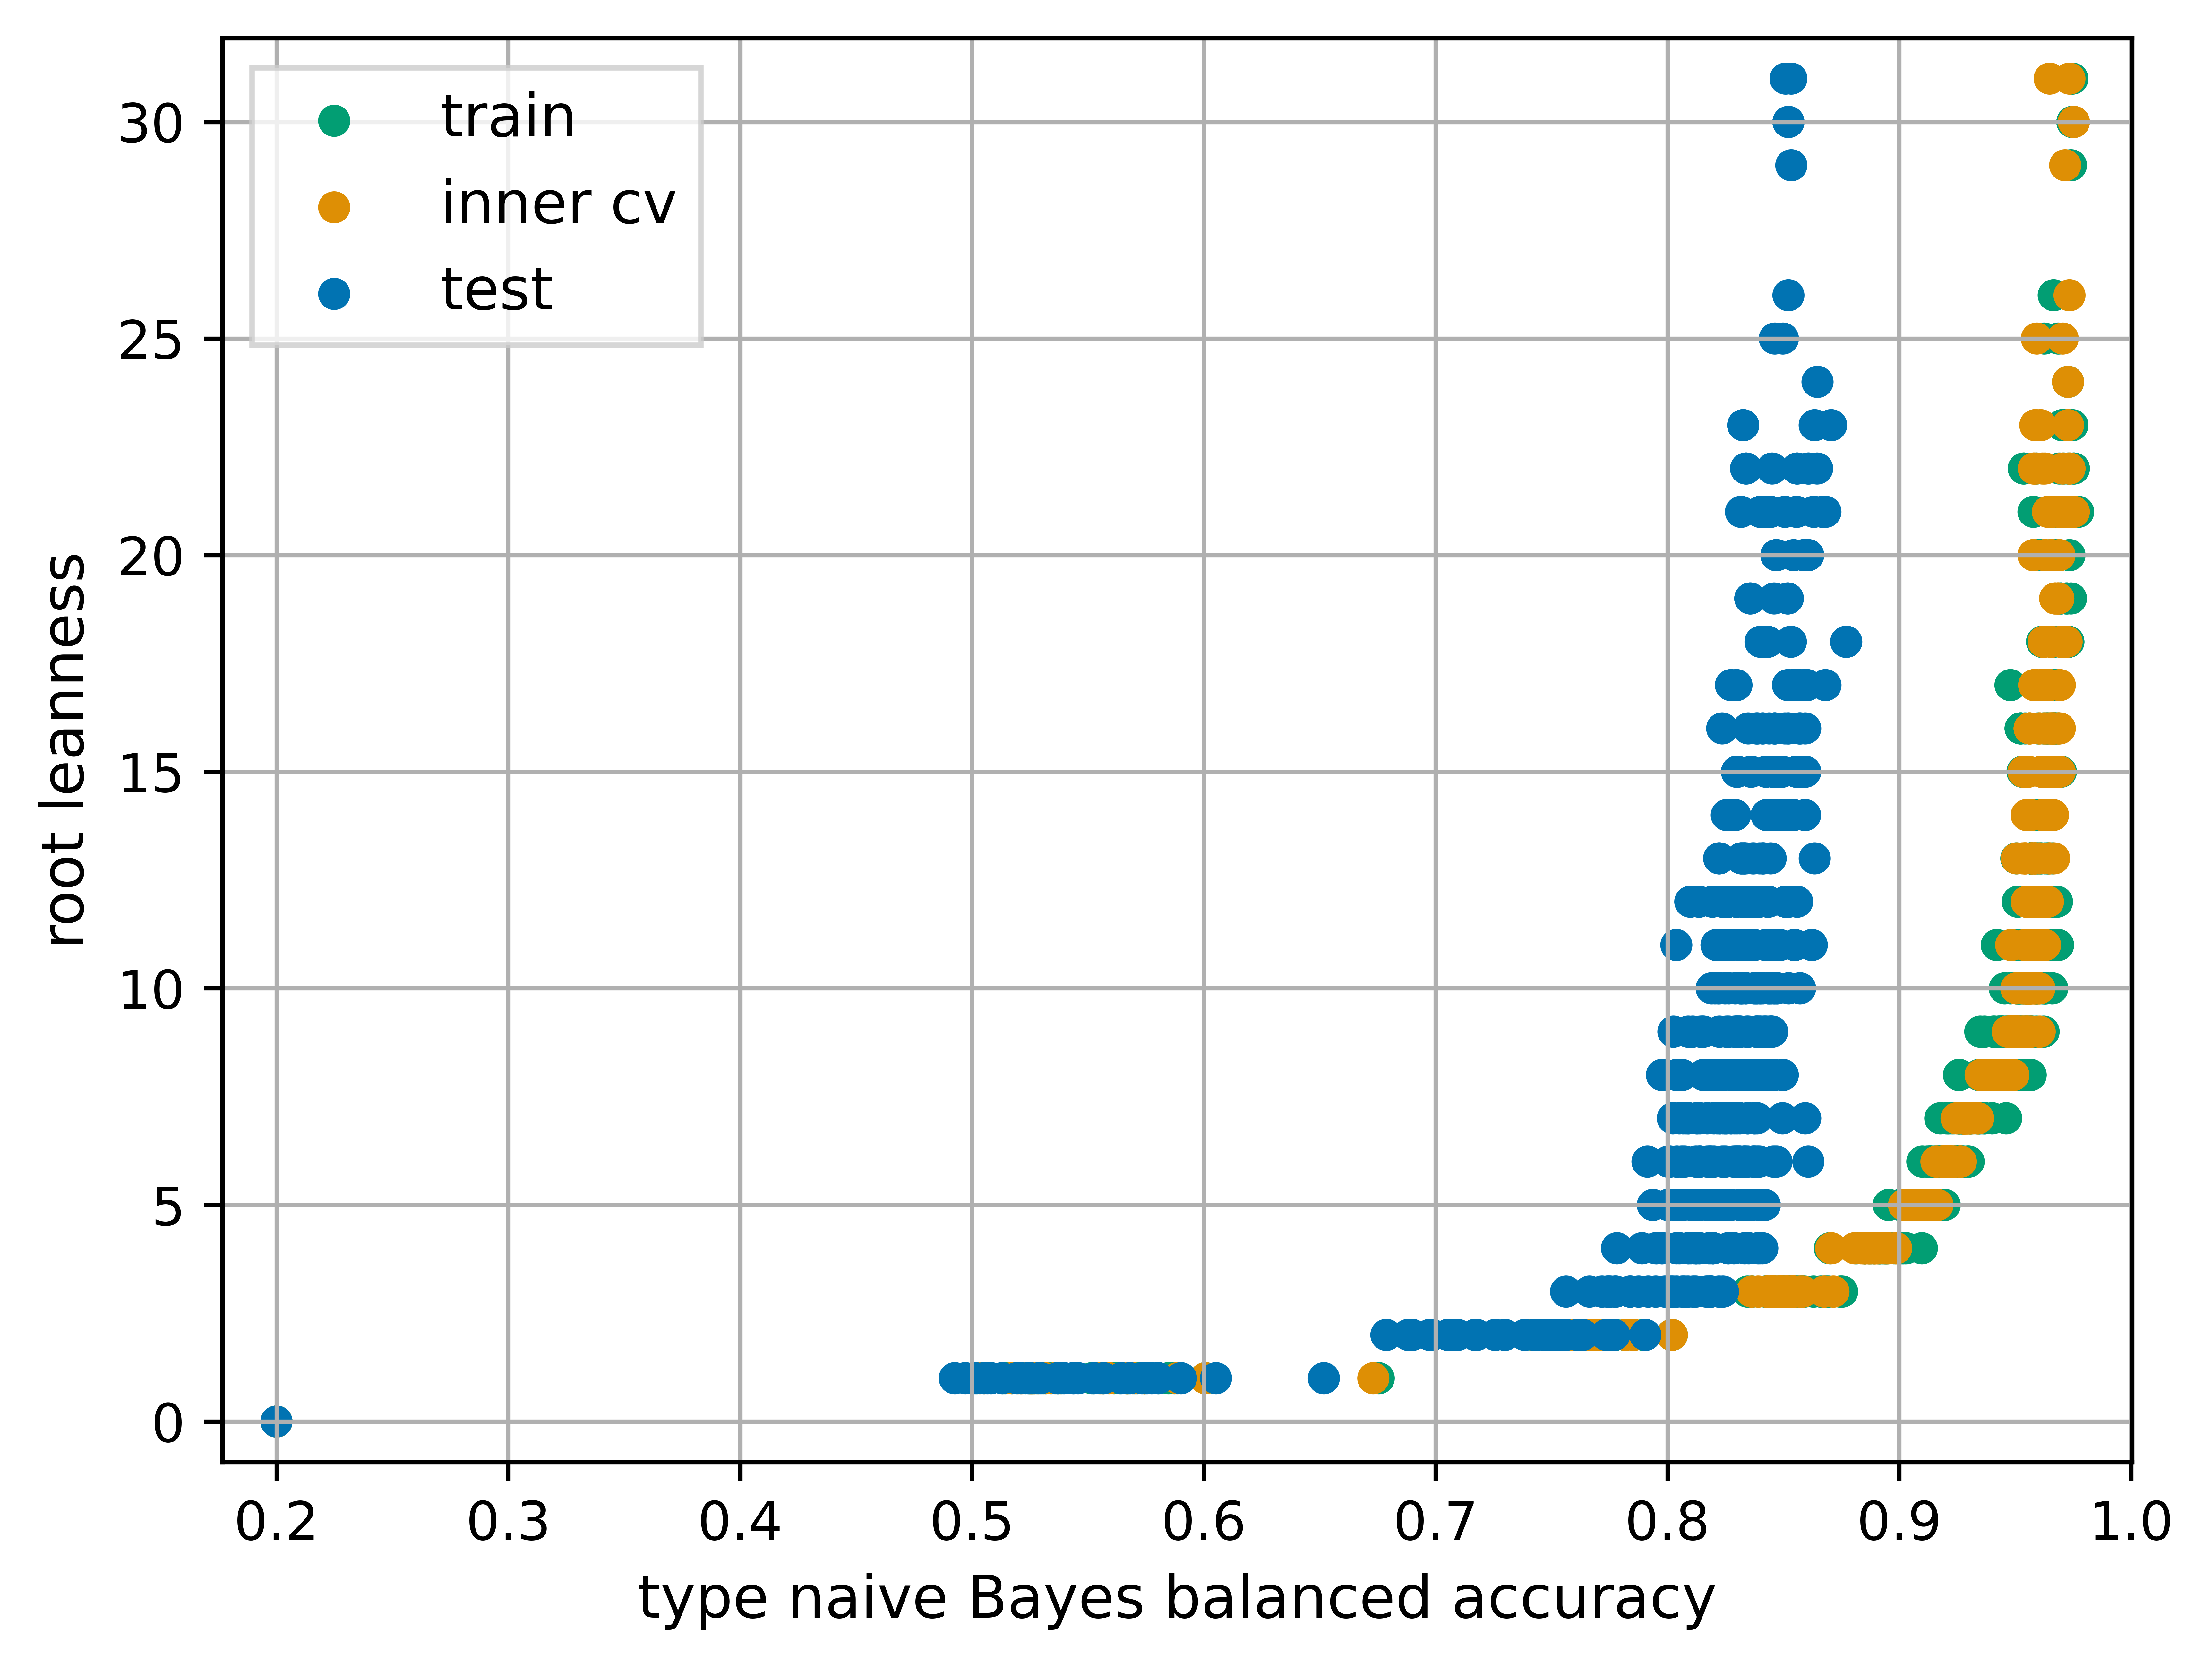 train
inner cv
test
30
25
20
15
10
5
0
root leanness
0.2 0.3 0.4 0.5 0.6 0.7 0.8 0.9 1.0
type naive Bayes balanced accuracy